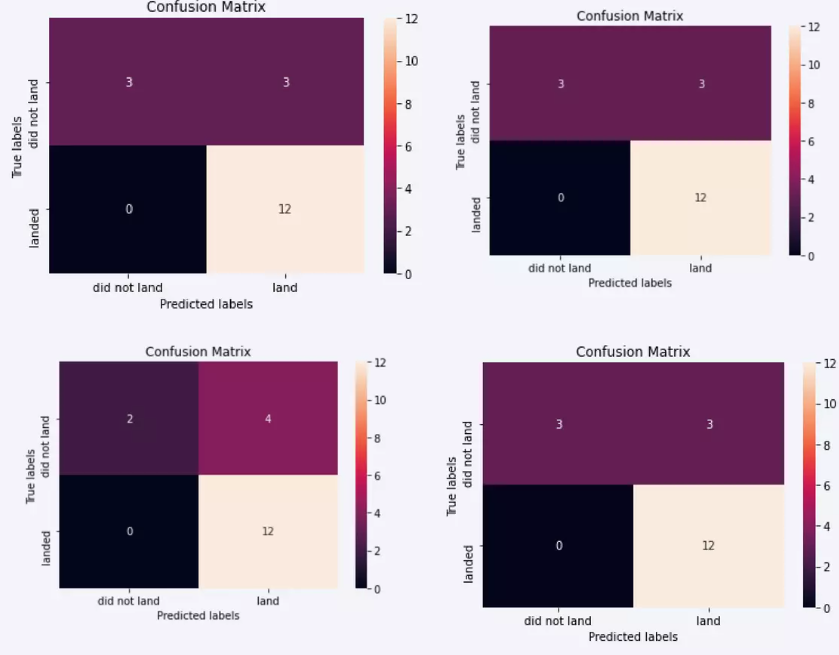 Confusion Matrix
True labels
did not land
landed
3
3
0
12
did not land
land
Predicted labels
12
10
8
6
4
2
0
Confusion Matrix
True labels
did not land
landed
3
3
0
12
did not land
land
Predicted labels
12
10
8
6
4
2
0
Confusion Matrix
True labels
did not land
landed
2
4
0
12
did not land
land
Predicted labels
12
10
8
6
4
2
0
Confusion Matrix
True labels
did not land
landed
3
3
0
12
did not land
land
Predicted labels
12
10
8
6
4
2
0